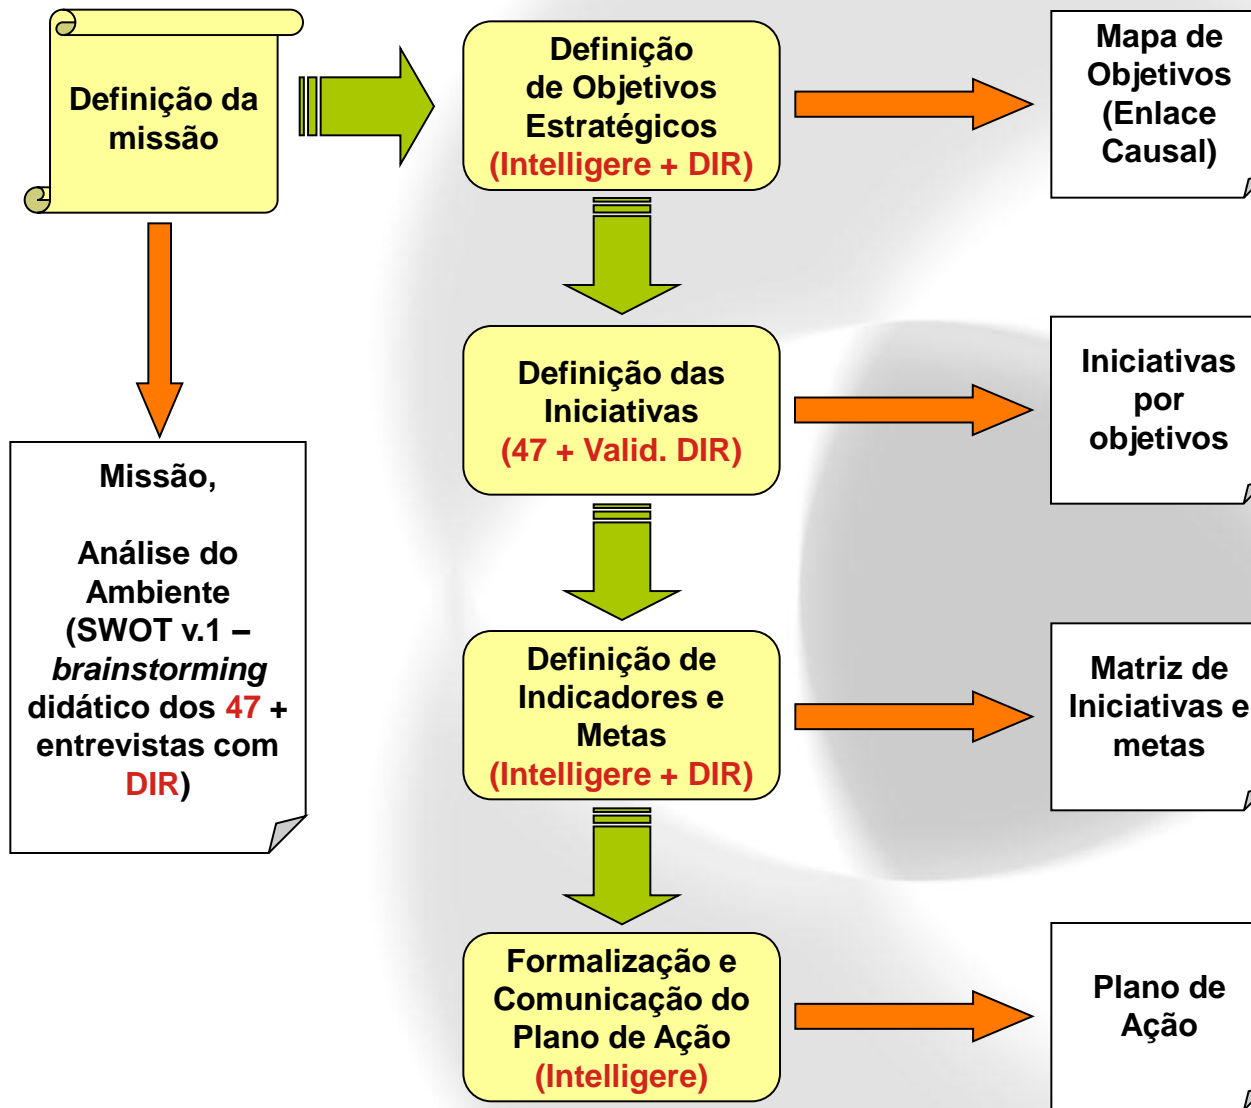 Definição da
missão
Missão,
Análise do
Ambiente
(SWOT v.1 –
brainstorming
didático dos 47 +
entrevistas com
DIR)
Definição
de Objetivos
Estratégicos
(Intelligere + DIR)
Mapa de
Objetivos
(Enlace
Causal)
Definição das
Iniciativas
(47 + Valid. DIR)
Iniciativas
por
objetivos
Definição de
Indicadores e
Metas
(Intelligere + DIR)
Matriz de
Iniciativas e
metas
Formalização e
Comunicação do
Plano de Ação
(Intelligere)
Plano de
Ação